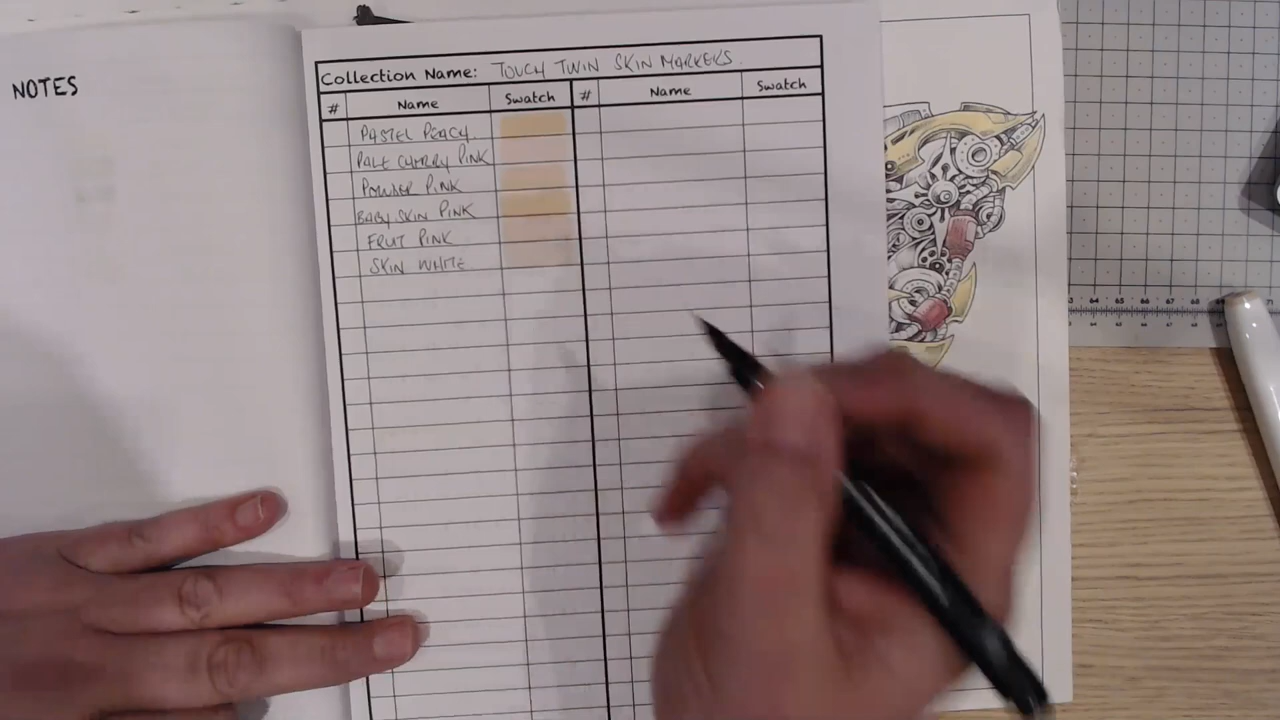 NOTES
Collection Name: TOUCH TWIN SKIN MARKERS.
# Name Swatch # Name Swatch
PASTEL PEACH.
PALE CHERRY PINK
POWDER PINK
BABY SKIN PINK
FRUIT PINK
SKIN WHITE